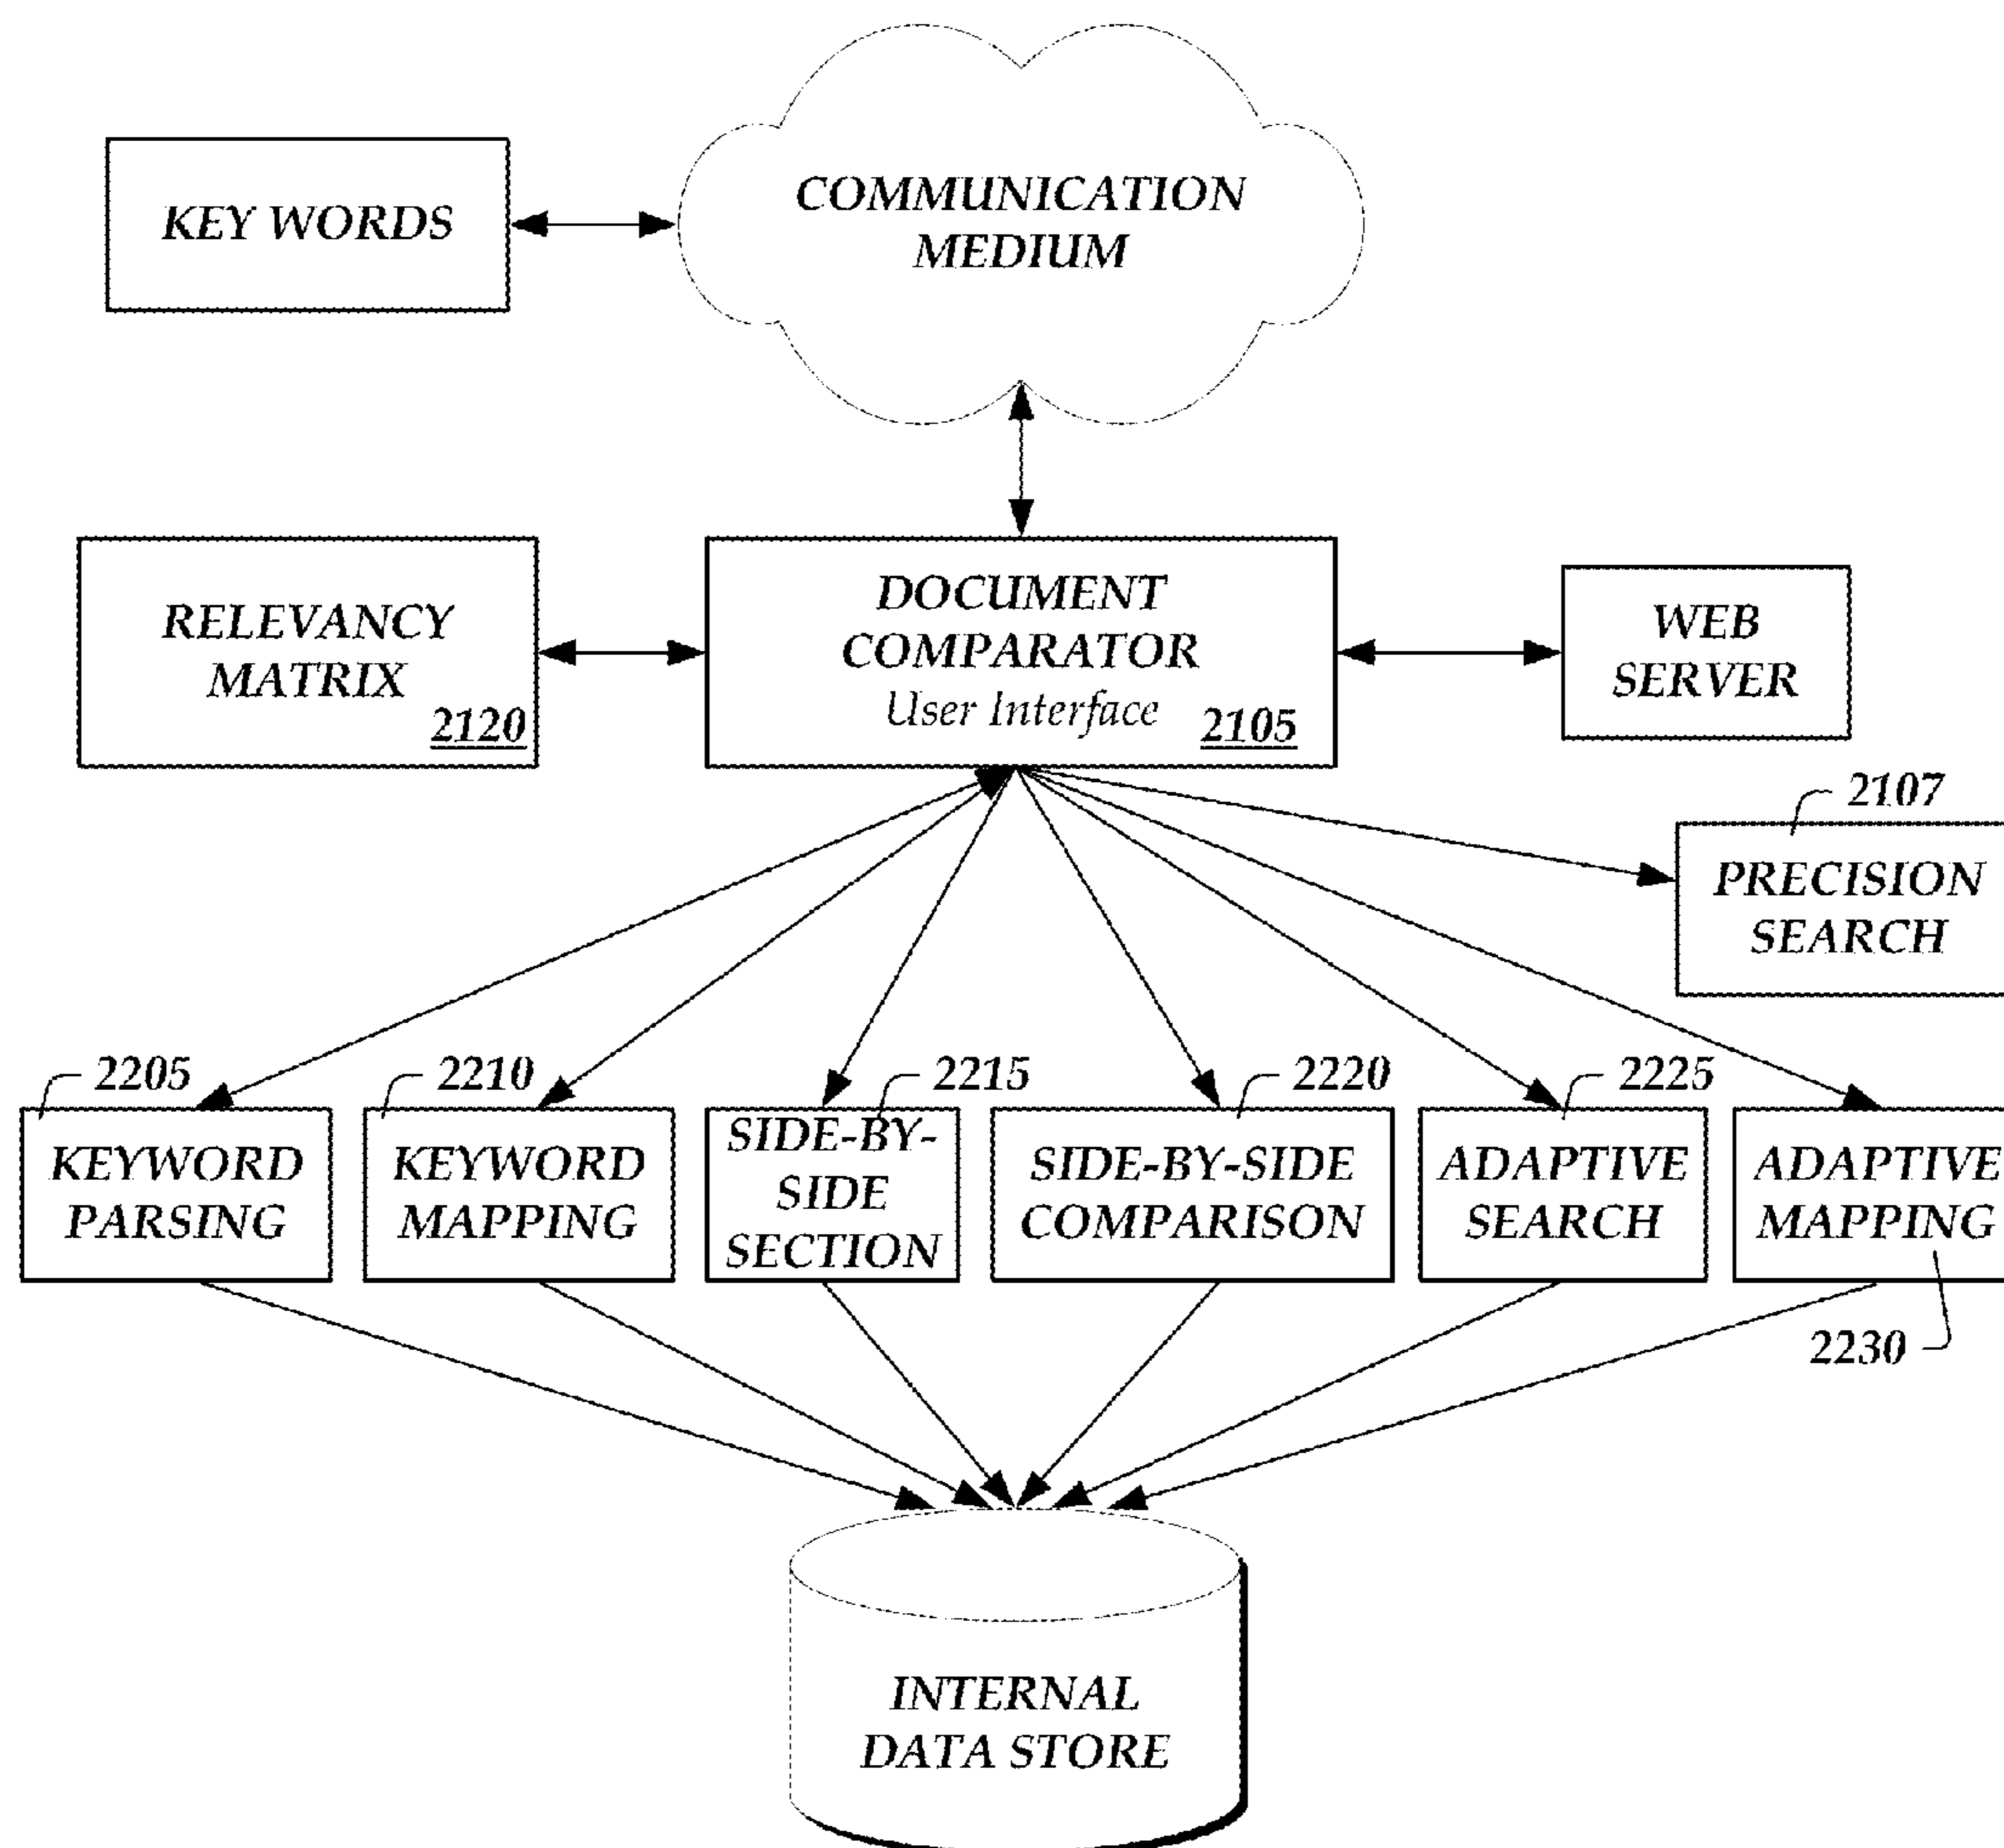 COMMUNICATION
MEDIUM
KEY WORDS
RELEVANCY
MATRIX
2120
DOCUMENT
COMPARATOR
User Interface
2105
WEB
SERVER
2107
PRECISION
SEARCH
2205
KEYWORD
PARSING
2210
KEYWORD
MAPPING
2215
SIDE-BY-
SIDE
SECTION
2220
SIDE-BY-SIDE
COMPARISON
2225
ADAPTIVE
SEARCH
ADAPTIVE
MAPPING
2230
INTERNAL
DATA STORE